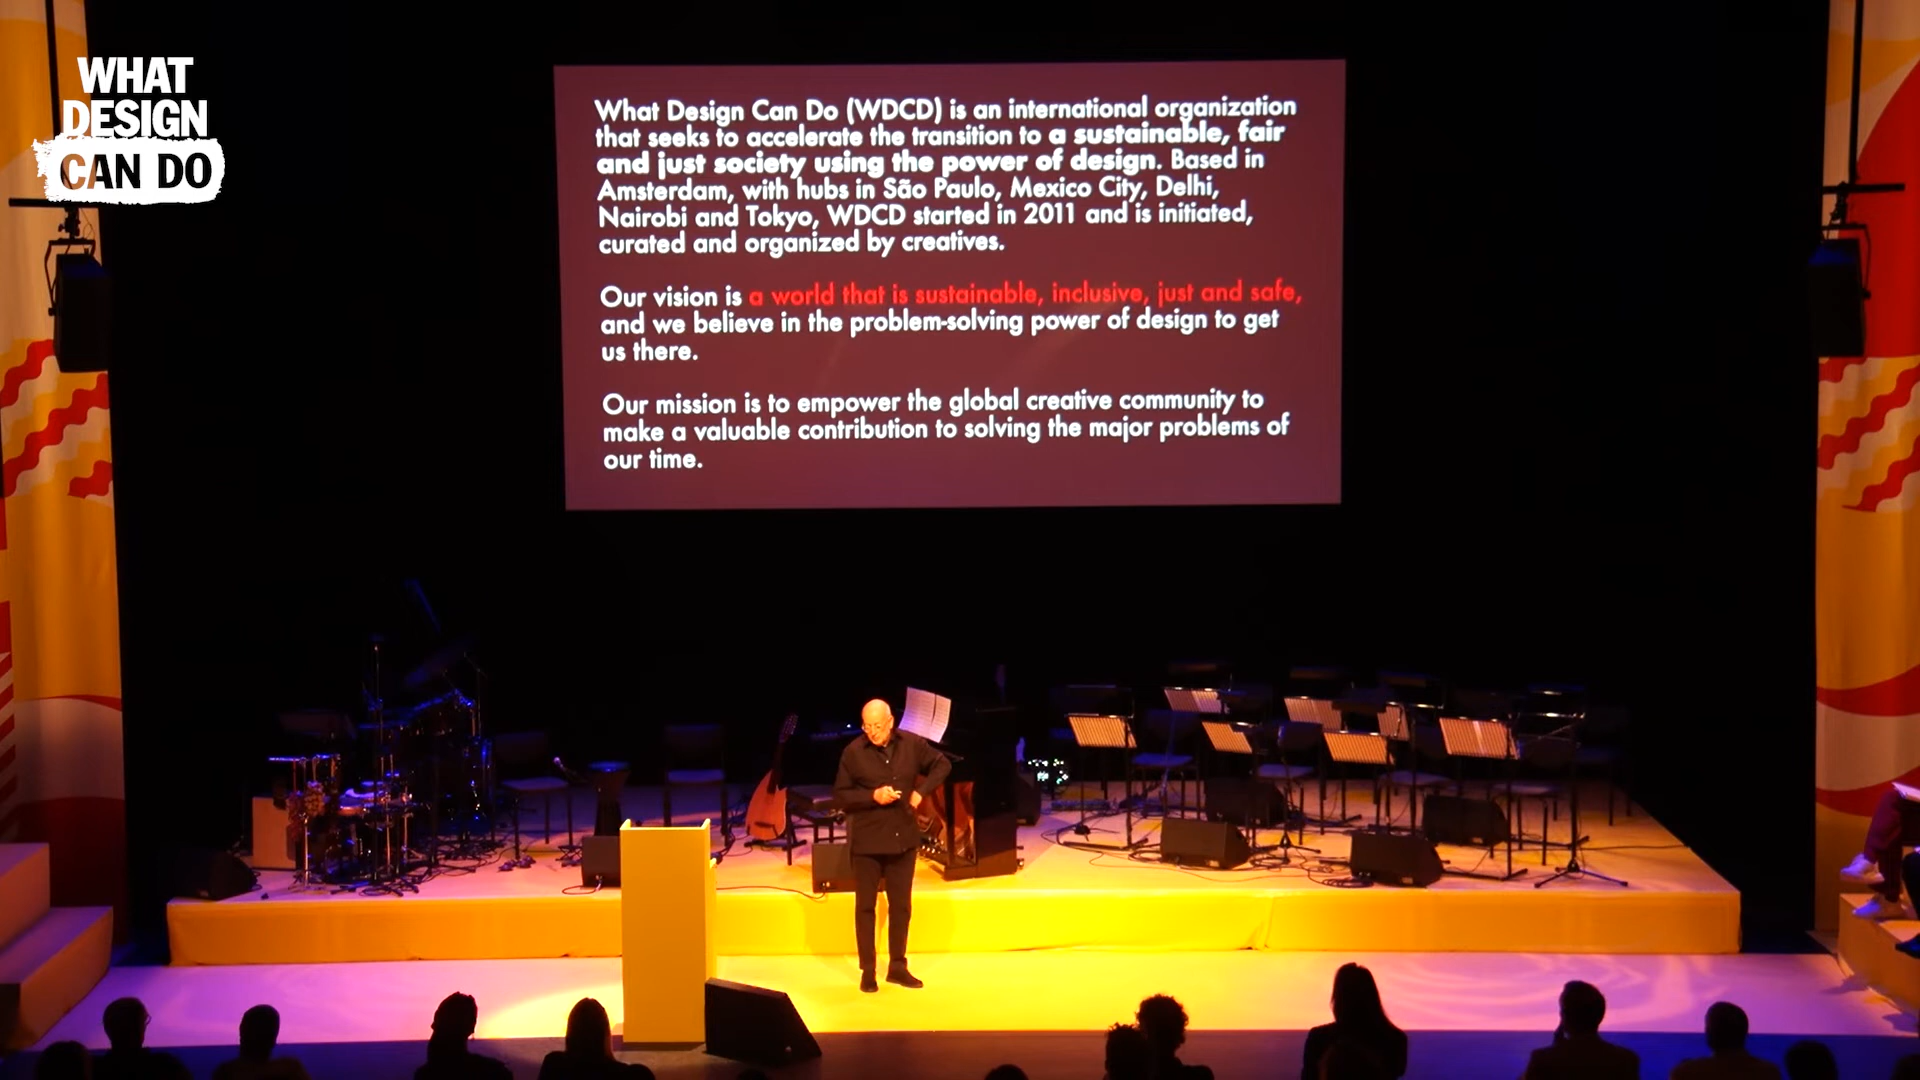 WHAT
DESIGN
CAN DO
What Design Can Do (WDCD) is an international organization
that seeks to accelerate the transition to a sustainable, fair
and just society using the power of design. Based in
Amsterdam, with hubs in São Paulo, Mexico City, Delhi,
Nairobi and Tokyo, WDCD started in 2011 and is initiated,
curated and organized by creatives.
Our vision is a world that is sustainable, inclusive, just and safe,
and we believe in the problem-solving power of design to get
us there.
Our mission is to empower the global creative community to
make a valuable contribution to solving the major problems of
our time.